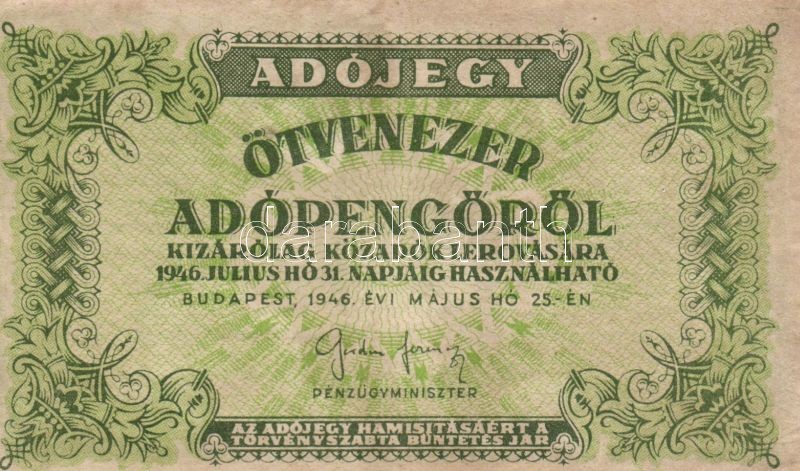 ADÓJEGY
ÖTVENEZER
ADÓPENGŐRŐL
KIZÁRÓLAG KÖZADÓK LEROVÁSÁRA
1946. JULIUS HÓ 31. NAPJÁIG HASZNÁLHATÓ
BUDAPEST, 1946. ÉVI MÁJUS HÓ 25.-ÉN
PÉNZÜGYMINISZTER
AZ ADÓJEGY HAMISITÁSÁÉRT A
TÖRVÉNYSZABTA BÜNTETÉS JÁR
darabanth